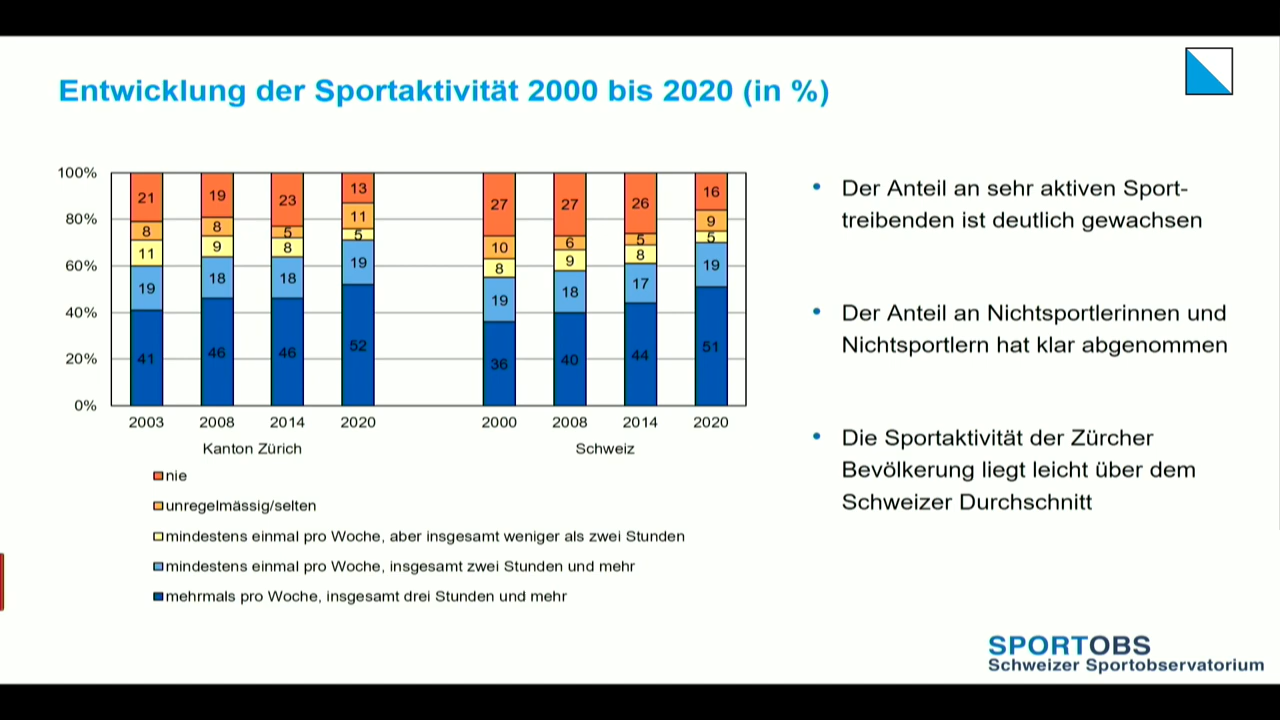 Entwicklung der Sportaktivität 2000 bis 2020 (in %)
100%
80%
60%
40%
20%
0%
21
8
11
19
41
19
8
9
18
46
23
5
8
18
46
13
11
5
19
52
27
10
8
19
36
27
6
9
18
40
26
5
8
17
44
16
9
5
19
51
2003 2008 2014 2020 2000 2008 2014 2020
Kanton Zürich Schweiz
nie
unregelmässig/selten
mindestens einmal pro Woche, aber insgesamt weniger als zwei Stunden
mindestens einmal pro Woche, insgesamt zwei Stunden und mehr
mehrmals pro Woche, insgesamt drei Stunden und mehr
• Der Anteil an sehr aktiven Sport-
treibenden ist deutlich gewachsen
• Der Anteil an Nichtsportlerinnen und
Nichtsportlern hat klar abgenommen
• Die Sportaktivität der Zürcher
Bevölkerung liegt leicht über dem
Schweizer Durchschnitt
SPORTOBS
Schweizer Sportobservatorium